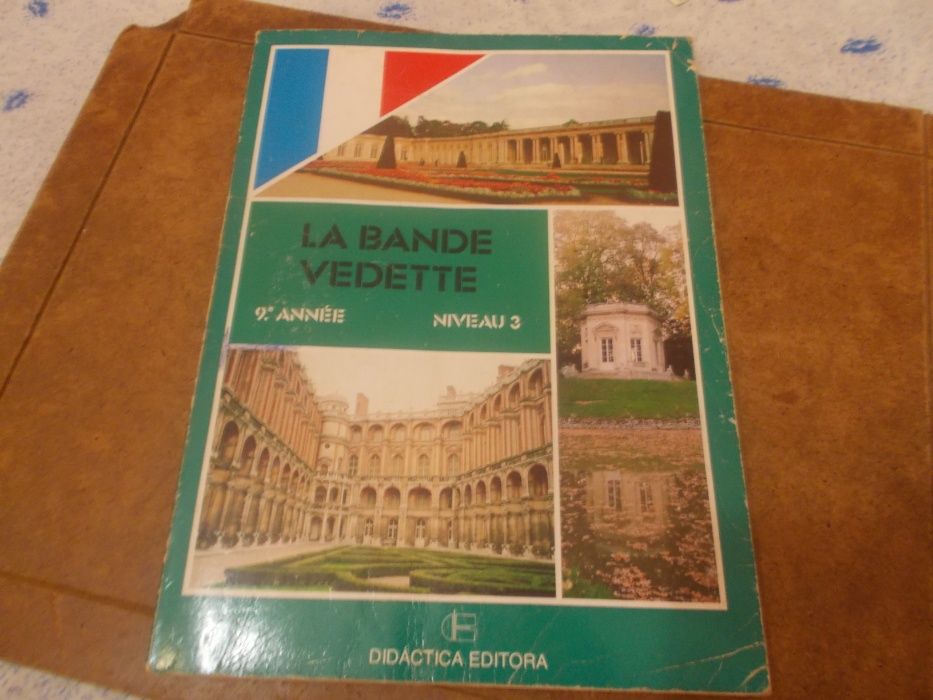 LA BANDE
VEDETTE
9.ᵉ ANNÉE
NIVEAU 3
DIDÁCTICA EDITORA